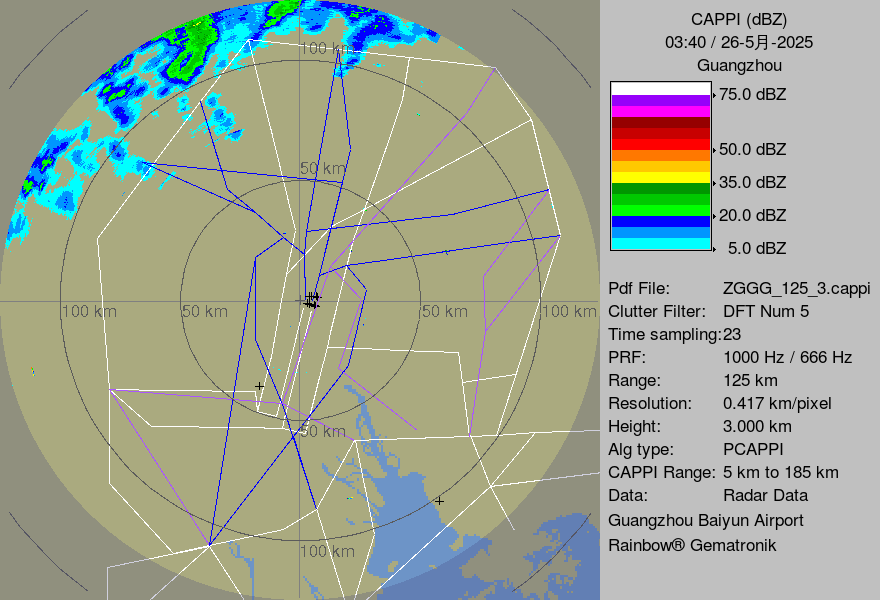 CAPPI (dBZ)
03:40 / 26-5月-2025
Guangzhou
75.0 dBZ
50.0 dBZ
35.0 dBZ
20.0 dBZ
5.0 dBZ
Pdf File: ZGGG_125_3.cappi
Clutter Filter: DFT Num 5
Time sampling:23
PRF: 1000 Hz / 666 Hz
Range: 125 km
Resolution: 0.417 km/pixel
Height: 3.000 km
Alg type: PCAPPI
CAPPI Range: 5 km to 185 km
Data: Radar Data
Guangzhou Baiyun Airport
Rainbow® Gematronik
100 km
50 km
100 km 50 km 50 km 100 km
50 km
100 km